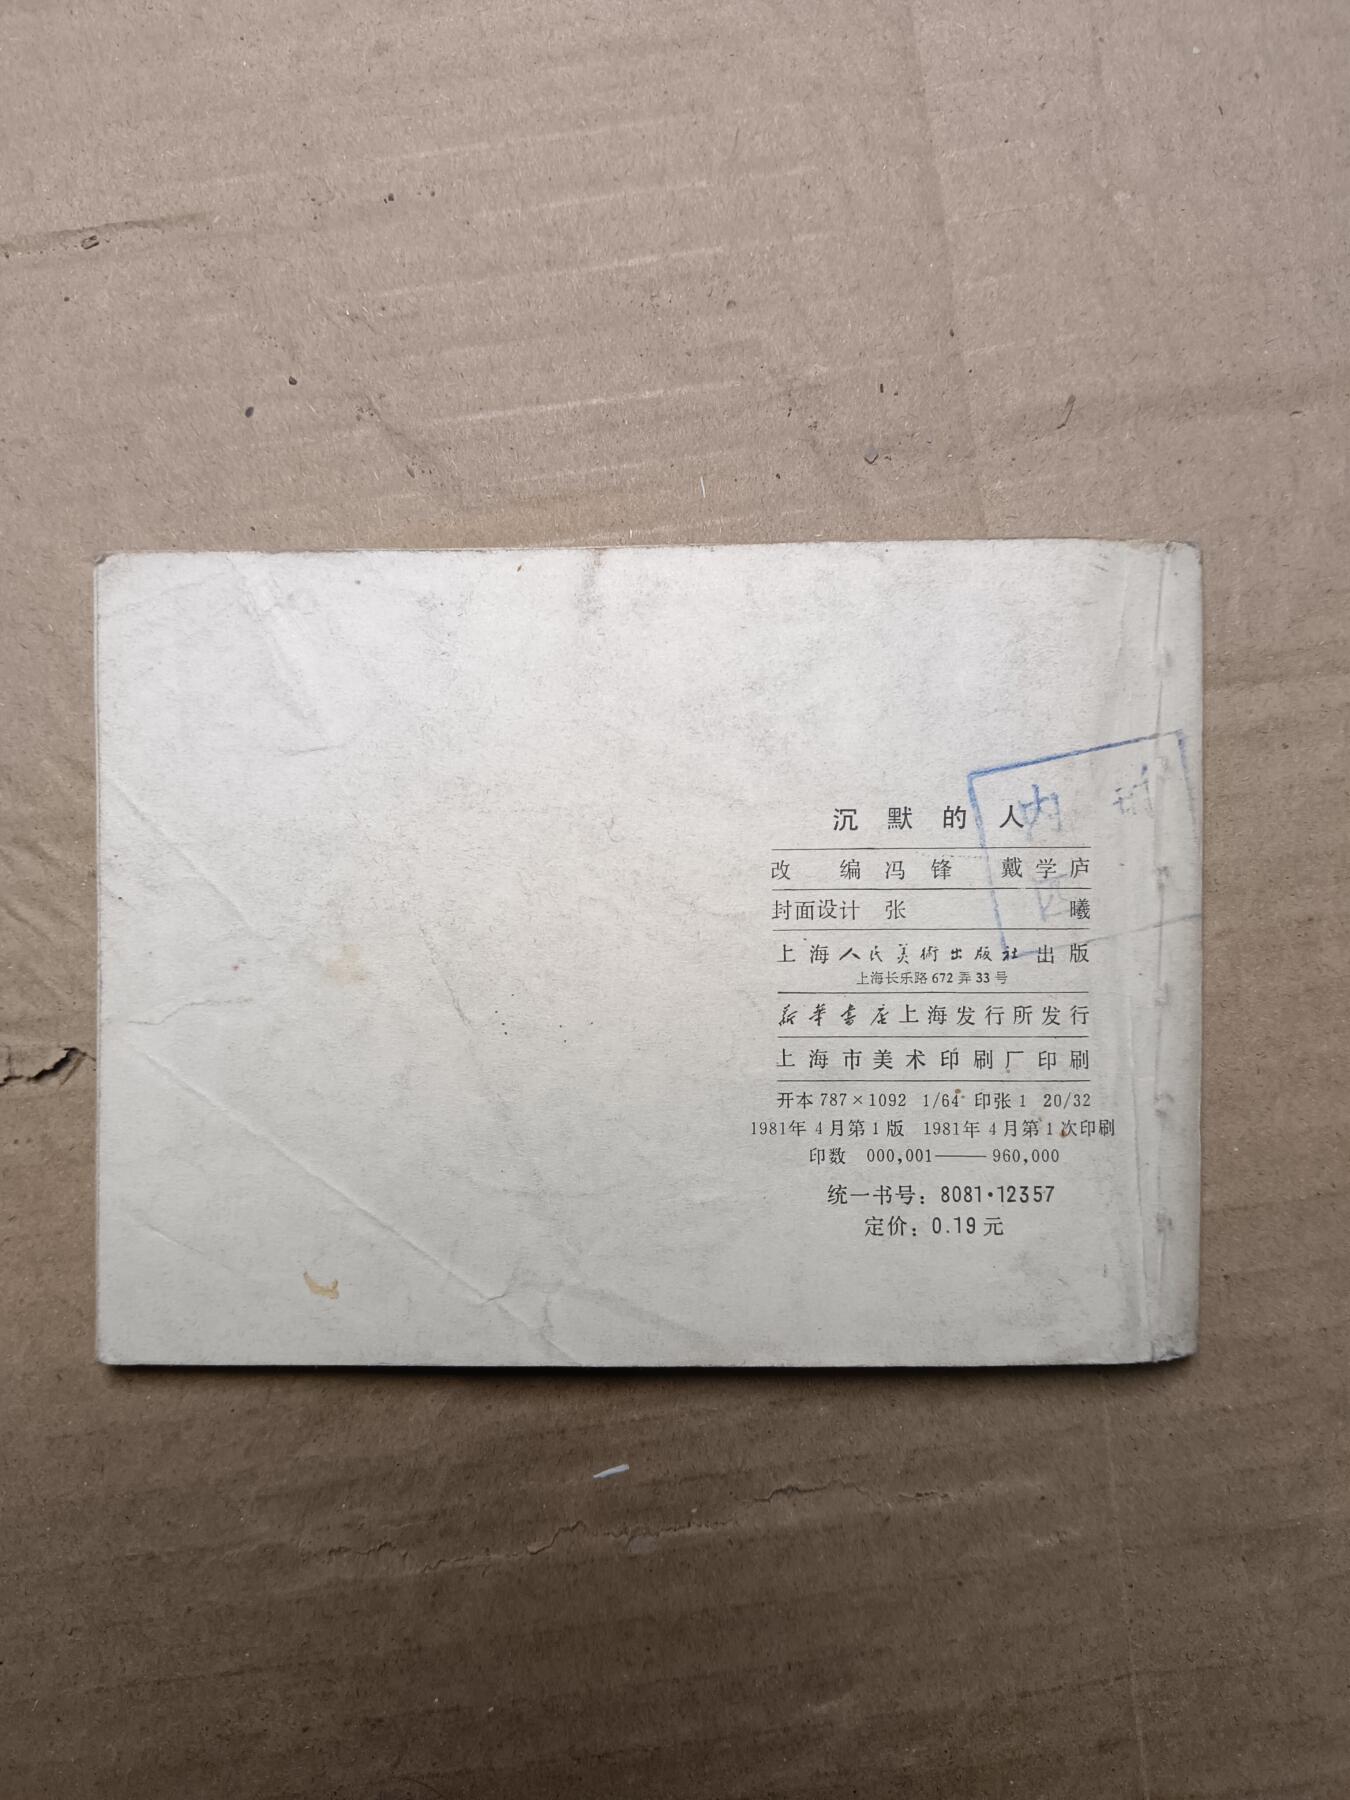 沉默的人
改编 冯锋 戴学庐
封面设计 张曦
上海人民美術出版社出版
上海长乐路672弄33号
新华書店上海发行所发行
上海市美术印刷厂印刷
开本 787×1092 1/64 印张 1 20/32
1981年4月第1版 1981年4月第1次印刷
印数 000,001——960,000
统一书号：8081·12357
定价：0.19元
内